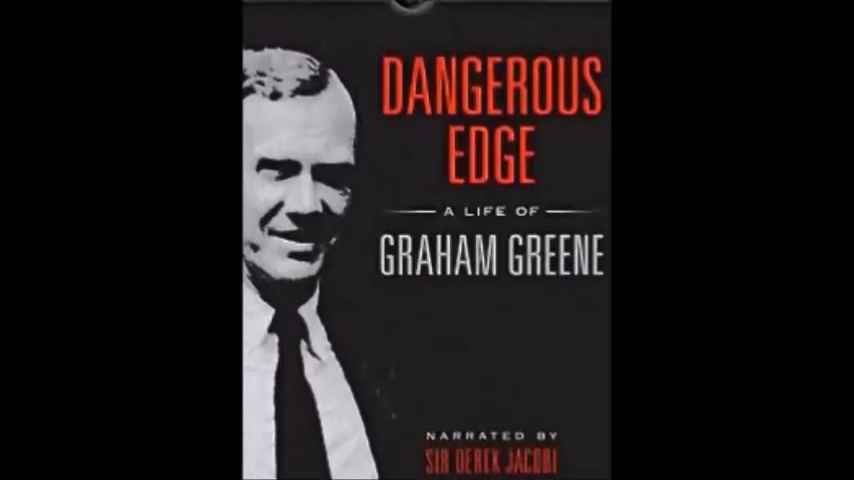 DANGEROUS
EDGE
A LIFE OF
GRAHAM GREENE
NARRATED BY
SIR DEREK JACOBI